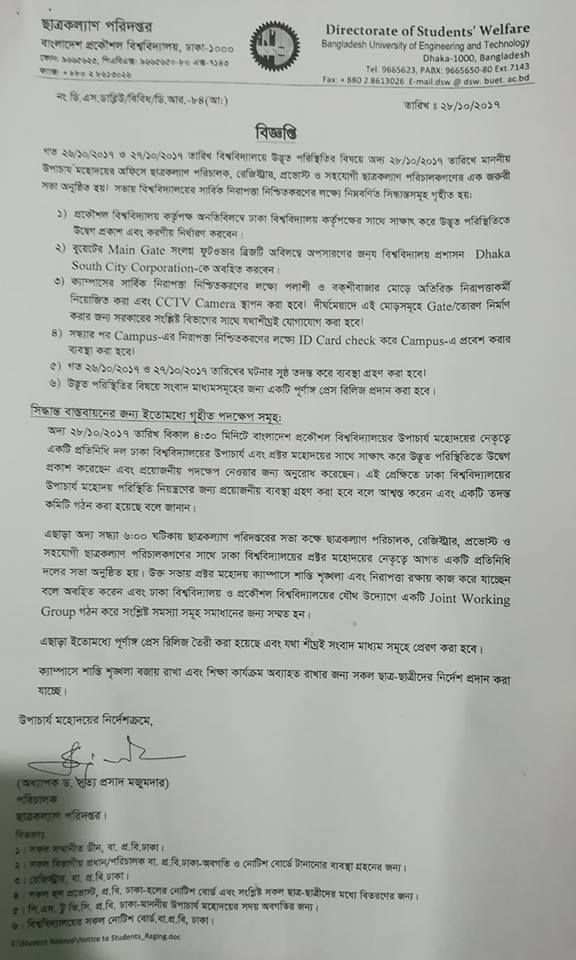 ছাত্রকল্যাণ পরিদপ্তর
বাংলাদেশ প্রকৌশল বিশ্ববিদ্যালয়, ঢাকা-১০০০
ফোন: ৯৬৬৫৬২৩, পিএবিএক্স: ৯৬৬৫৬৫০-৮০ এক্স-৭১৪৩
ফ্যাক্স: +৮৮০ ২ ৮৬১৩০২৬
Directorate of Students' Welfare
Bangladesh University of Engineering and Technology
Dhaka-1000, Bangladesh
Tel. 9665623, PABX: 9665650-80 Ext.7143
Fax: + 880 2 8613026 E-mail:dsw @ dsw. buet. ac.bd
নং ডি.এস.ডাব্লিউ/বিবিধ/ডি.আর.-৮৪(আ:)
তারিখ ঃ ২৮/১০/২০১৭
বিজ্ঞপ্তি
গত ২৬/১০/২০১৭ ও ২৭/১০/২০১৭ তারিখ বিশ্ববিদ্যালয়ে উদ্ভূত পরিস্থিতির বিষয়ে অদ্য ২৮/১০/২০১৭ তারিখে মাননীয়
উপাচার্য মহোদয়ের অফিসে ছাত্রকল্যাণ পরিচালক, রেজিস্ট্রার, প্রভোস্ট ও সহযোগী ছাত্রকল্যাণ পরিচালকগণের এক জরুরী
সভা অনুষ্ঠিত হয়। সভায় বিশ্ববিদ্যালয়ের সার্বিক নিরাপত্তা নিশ্চিতকরণের লক্ষ্যে নিম্নবর্ণিত সিদ্ধান্তসমূহ গৃহীত হয়:
১) প্রকৌশল বিশ্ববিদ্যালয় কর্তৃপক্ষ অনতিবিলম্বে ঢাকা বিশ্ববিদ্যালয় কর্তৃপক্ষের সাথে সাক্ষাৎ করে উদ্ভূত পরিস্থিতিতে
উদ্বেগ প্রকাশ এবং করণীয় নির্ধারণ করবেন।
২) বুয়েটের Main Gate সংলগ্ন ফুটওভার ব্রিজটি অবিলম্বে অপসারণের জন্য বিশ্ববিদ্যালয় প্রশাসন Dhaka
South City Corporation-কে অবহিত করবেন।
৩) ক্যাম্পাসের সার্বিক নিরাপত্তা নিশ্চিতকরণের লক্ষ্যে পলাশী ও বকশীবাজার মোড়ে অতিরিক্ত নিরাপত্তাকর্মী
নিয়োজিত করা এবং CCTV Camera স্থাপন করা হবে। দীর্ঘমেয়াদে এই মোড়সমূহে Gate/তোরণ নির্মাণ
করার জন্য সরকারের সংশ্লিষ্ট বিভাগের সাথে যথাশীঘ্রই যোগাযোগ করা হবে।
৪) সন্ধ্যার পর Campus-এর নিরাপত্তা নিশ্চিতকরণের লক্ষ্যে ID Card check করে Campus-এ প্রবেশ করার
ব্যবস্থা করা হবে।
৫) গত ২৬/১০/২০১৭ ও ২৭/১০/২০১৭ তারিখের ঘটনার সুষ্ঠ তদন্ত করে ব্যবস্থা গ্রহণ করা হবে।
৬) উদ্ভূত পরিস্থিতির বিষয়ে সংবাদ মাধ্যমসমূহের জন্য একটি পূর্ণাঙ্গ প্রেস রিলিজ প্রদান করা হবে।
সিদ্ধান্ত বাস্তবায়নের জন্য ইতোমধ্যে গৃহীত পদক্ষেপ সমূহ:
অদ্য ২৮/১০/২০১৭ তারিখ বিকাল ৪:৩০ মিনিটে বাংলাদেশ প্রকৌশল বিশ্ববিদ্যালয়ের উপাচার্য মহোদয়ের নেতৃত্বে
একটি প্রতিনিধি দল ঢাকা বিশ্ববিদ্যালয়ের উপাচার্য এবং প্রক্টর মহোদয়ের সাথে সাক্ষাৎ করে উদ্ভূত পরিস্থিতিতে উদ্বেগ
প্রকাশ করেছেন এবং প্রয়োজনীয় পদক্ষেপ নেওয়ার জন্য অনুরোধ করেছেন। এই প্রেক্ষিতে ঢাকা বিশ্ববিদ্যালয়ের
উপাচার্য মহোদয় পরিস্থিতি নিয়ন্ত্রণের জন্য প্রয়োজনীয় ব্যবস্থা গ্রহণ করা হবে বলে আশ্বস্ত করেন এবং একটি তদন্ত
কমিটি গঠন করা হয়েছে বলে জানান।
এছাড়া অদ্য সন্ধ্যা ৬:০০ ঘটিকায় ছাত্রকল্যাণ পরিদপ্তরের সভা কক্ষে ছাত্রকল্যাণ পরিচালক, রেজিস্ট্রার, প্রভোস্ট ও
সহযোগী ছাত্রকল্যাণ পরিচালকগণের সাথে ঢাকা বিশ্ববিদ্যালয়ের প্রক্টর মহোদয়ের নেতৃত্বে আগত একটি প্রতিনিধি
দলের সভা অনুষ্ঠিত হয়। উক্ত সভায় প্রক্টর মহোদয় ক্যাম্পাসে শান্তি শৃঙ্খলা এবং নিরাপত্তা রক্ষায় কাজ করে যাচ্ছেন
বলে অবহিত করেন এবং ঢাকা বিশ্ববিদ্যালয় ও প্রকৌশল বিশ্ববিদ্যালয়ের যৌথ উদ্যোগে একটি Joint Working
Group গঠন করে সংশ্লিষ্ট সমস্যা সমূহ সমাধানের জন্য সম্মত হন।
এছাড়া ইতোমধ্যে পূর্ণাঙ্গ প্রেস রিলিজ তৈরী করা হয়েছে এবং যথা শীঘ্রই সংবাদ মাধ্যম সমূহে প্রেরণ করা হবে।
ক্যাম্পাসে শান্তি শৃঙ্খলা বজায় রাখা এবং শিক্ষা কার্যক্রম অব্যাহত রাখার জন্য সকল ছাত্র-ছাত্রীদের নির্দেশ প্রদান করা
যাচ্ছে।
উপাচার্য মহোদয়ের নির্দেশক্রমে,
(অধ্যাপক ড. সত্য প্রসাদ মজুমদার)
পরিচালক
ছাত্রকল্যাণ পরিদপ্তর।
বিতরণ:
১। সকল সম্মানীত ডীন, বা. প্র.বি,ঢাকা।
২। সকল বিভাগীয় প্রধান/পরিচালক বা. প্র.বি,ঢাকা-অবগতি ও নোটিশ বোর্ডে টানানোর ব্যবস্থা গ্রহনের জন্য।
৩। রেজিস্ট্রার, বা. প্র.বি,ঢাকা।
৪। সকল হল প্রভোস্ট, প্র.বি. ঢাকা-হলের নোটিশ বোর্ড এবং সংশ্লিষ্ট সকল ছাত্র-ছাত্রীদের মধ্যে বিতরণের জন্য।
৫। পি.এস. টু ভি.সি. প্র.বি. ঢাকা-মাননীয় উপাচার্য মহোদয়ের সদয় অবগতির জন্য।
৬। বিশ্ববিদ্যালয়ের সকল নোটিশ বোর্ড,বা.প্র.বি, ঢাকা।
E:\Student Related\Notice to Students_Raging.doc